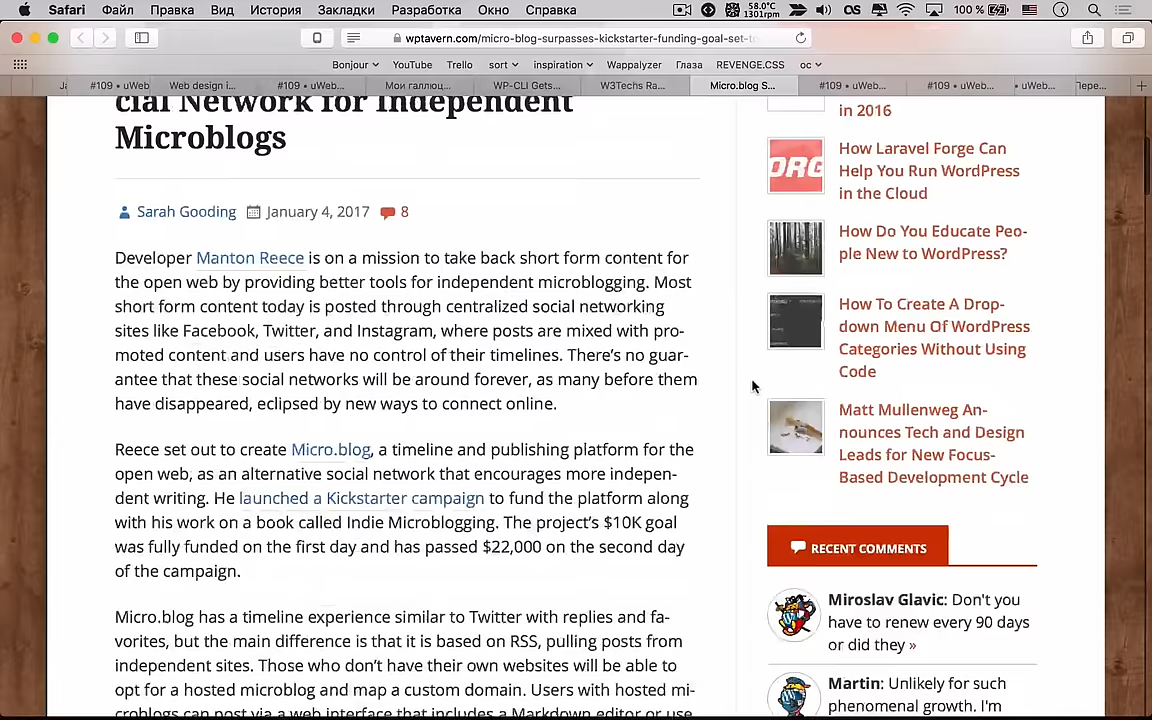 Safari Файл Правка Вид История Закладки Разработка Окно Справка 58.0°C 1301rpm 100 %
wptavern.com/micro-blog-surpasses-kickstarter-funding-goal-set-t
Bonjour YouTube Trello sort inspiration Wappalyzer Глаза REVENGE.CSS ос
#109 • uWeb Web design i... #109 • uWeb... Мои галлюц... WP-CLI Gets... W3Techs Ra... Micro.blog S... #109 • uWeb... #109 • uWeb... • uWeb... Пере...
cial Network for Independent
Microblogs
Sarah Gooding January 4, 2017 8
Developer Manton Reece is on a mission to take back short form content for
the open web by providing better tools for independent microblogging. Most
short form content today is posted through centralized social networking
sites like Facebook, Twitter, and Instagram, where posts are mixed with pro-
moted content and users have no control of their timelines. There's no guar-
antee that these social networks will be around forever, as many before them
have disappeared, eclipsed by new ways to connect online.
Reece set out to create Micro.blog, a timeline and publishing platform for the
open web, as an alternative social network that encourages more indepen-
dent writing. He launched a Kickstarter campaign to fund the platform along
with his work on a book called Indie Microblogging. The project's $10K goal
was fully funded on the first day and has passed $22,000 on the second day
of the campaign.
Micro.blog has a timeline experience similar to Twitter with replies and fa-
vorites, but the main difference is that it is based on RSS, pulling posts from
independent sites. Those who don't have their own websites will be able to
opt for a hosted microblog and map a custom domain. Users with hosted mi-
croblogs can post via a web interface that includes a Markdown editor or use
in 2016
ORG
How Laravel Forge Can
Help You Run WordPress
in the Cloud
How Do You Educate Peo-
ple New to WordPress?
How To Create A Drop-
down Menu Of WordPress
Categories Without Using
Code
Matt Mullenweg An-
nounces Tech and Design
Leads for New Focus-
Based Development Cycle
RECENT COMMENTS
Miroslav Glavic: Don't you
have to renew every 90 days
or did they »
Martin: Unlikely for such
phenomenal growth. I'm